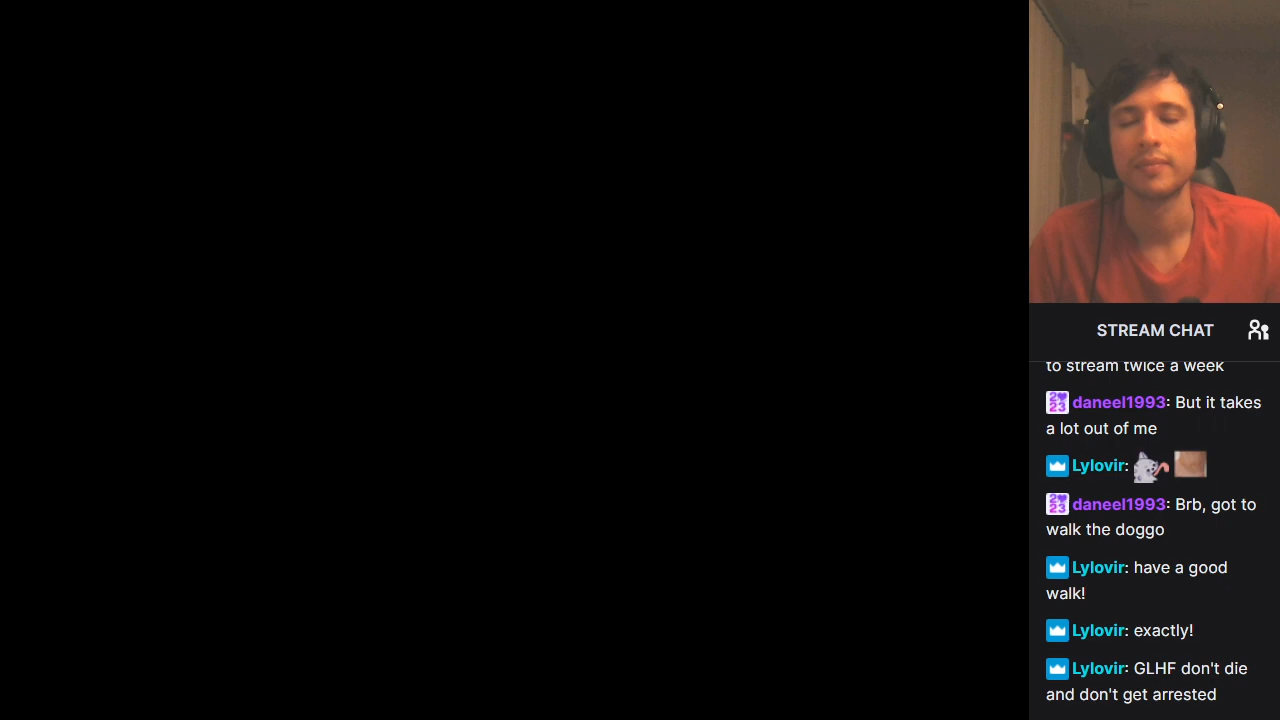 STREAM CHAT
to stream twice a week
daneel1993: But it takes
a lot out of me
Lylovir:
daneel1993: Brb, got to
walk the doggo
Lylovir: have a good
walk!
Lylovir: exactly!
Lylovir: GLHF don't die
and don't get arrested